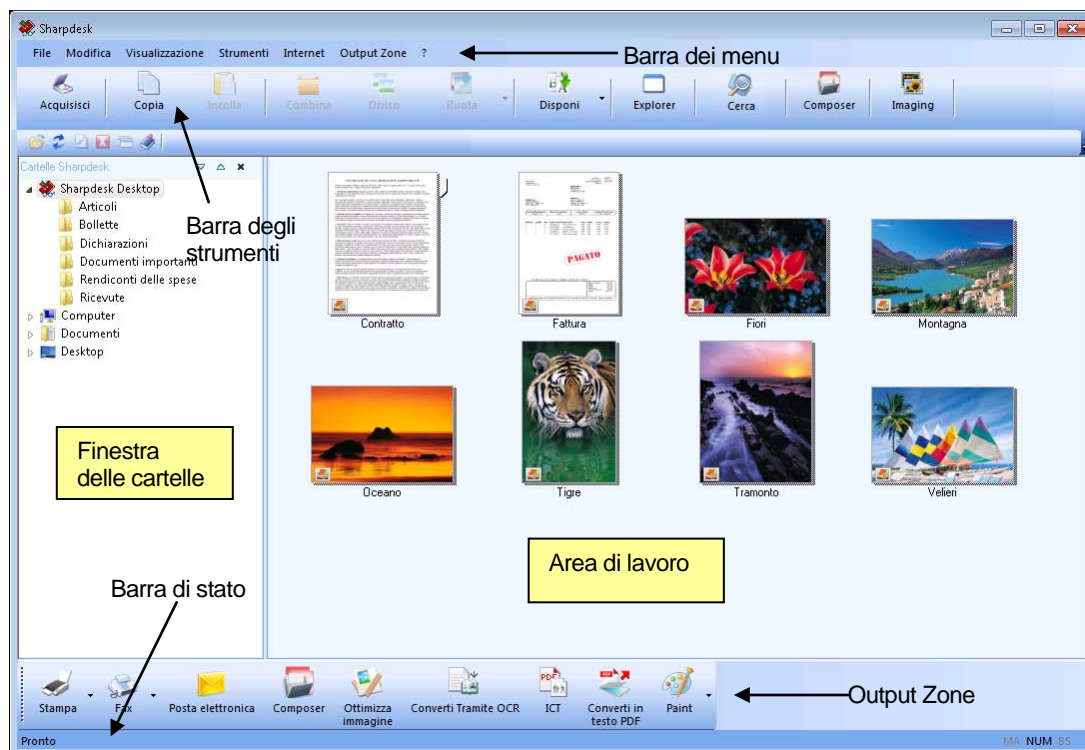 Sharpdesk
File Modifica Visualizzazione Strumenti Internet Output Zone ?
Barra dei menu
Acquisisci Copia Incolla Combina Divico Ruota Disponi Explorer Cerca Composer Imaging
Cartelle Sharpdesk
Sharpdesk Desktop
Articoli
Bollette
Dichiarazioni
Documenti importanti
Rendiconti delle spese
Ricevute
Computer
Documenti
Desktop
Barra degli
strumenti
PAGATO
Contratto Fattura Fiori Montagna
Oceano Tigre Tramonto Velieri
Finestra
delle cartelle
Area di lavoro
Barra di stato
Stampa Fax Posta elettronica Composer Ottimizza
immagine Converti Tramite OCR ICT Converti in
testo PDF Paint
Output Zone
Pronto
MA NUM BS